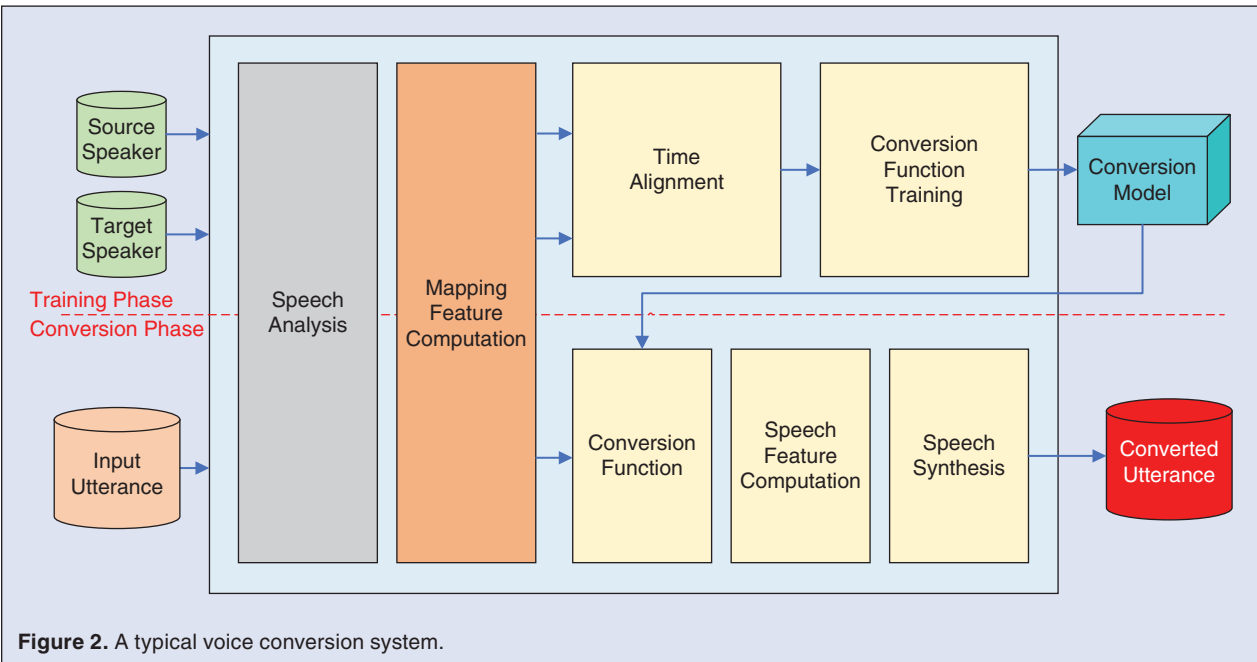 Source
Speaker
Target
Speaker
Training Phase
Conversion Phase
Input
Utterance
Speech
Analysis
Mapping
Feature
Computation
Time
Alignment
Conversion
Function
Training
Conversion
Model
Conversion
Function
Speech
Feature
Computation
Speech
Synthesis
Converted
Utterance
Figure 2. A typical voice conversion system.